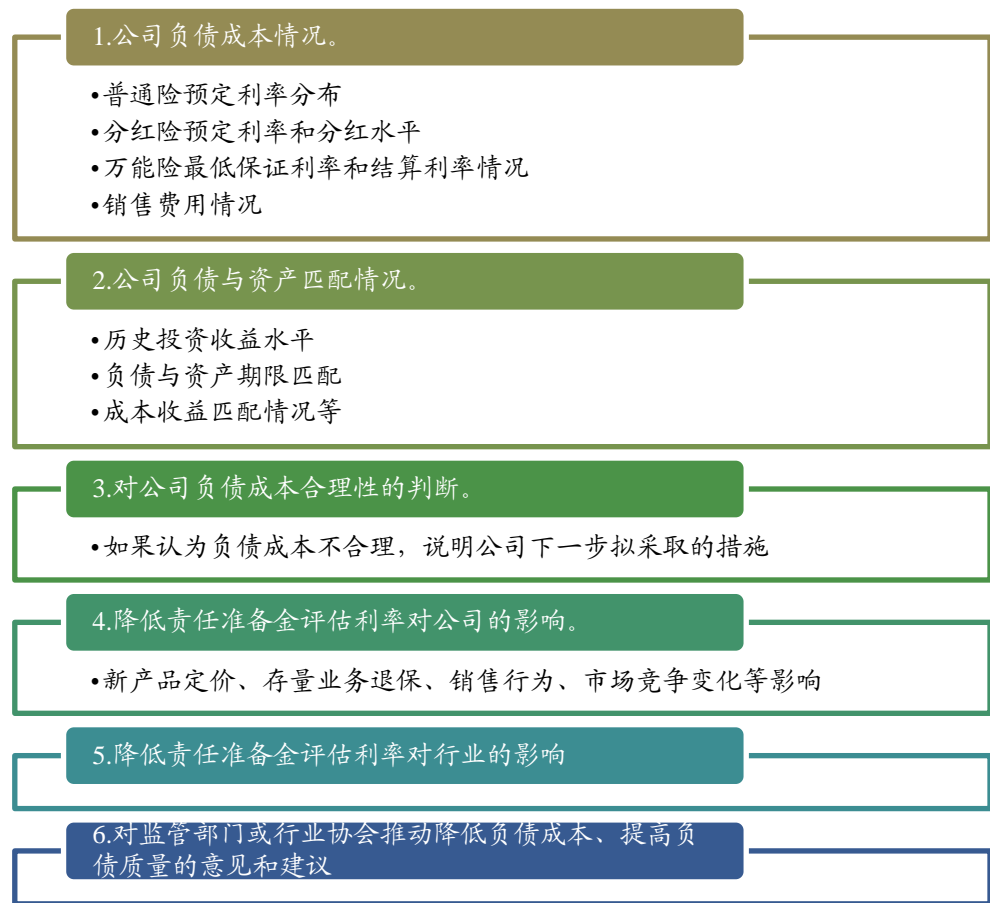 1.公司负债成本情况。
•普通险预定利率分布
•分红险预定利率和分红水平
•万能险最低保证利率和结算利率情况
•销售费用情况
2.公司负债与资产匹配情况。
•历史投资收益水平
•负债与资产期限匹配
•成本收益匹配情况等
3.对公司负债成本合理性的判断。
•如果认为负债成本不合理，说明公司下一步拟采取的措施
4.降低责任准备金评估利率对公司的影响。
•新产品定价、存量业务退保、销售行为、市场竞争变化等影响
5.降低责任准备金评估利率对行业的影响
6.对监管部门或行业协会推动降低负债成本、提高负
债质量的意见和建议